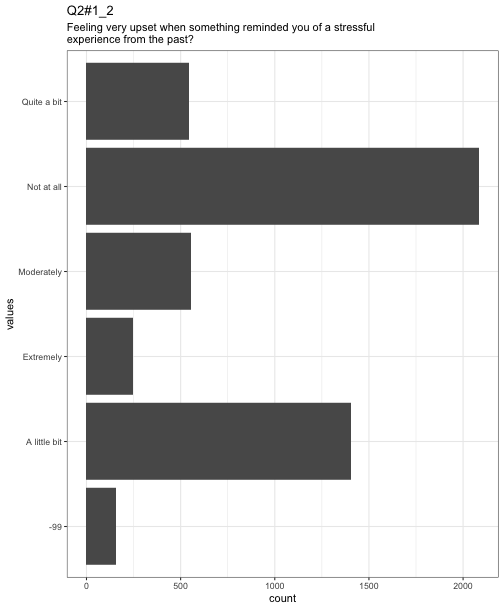 Q2#1_2
Feeling very upset when something reminded you of a stressful
experience from the past?
Quite a bit
Not at all
Moderately
Extremely
A little bit
-99
values
0 500 1000 1500 2000
count